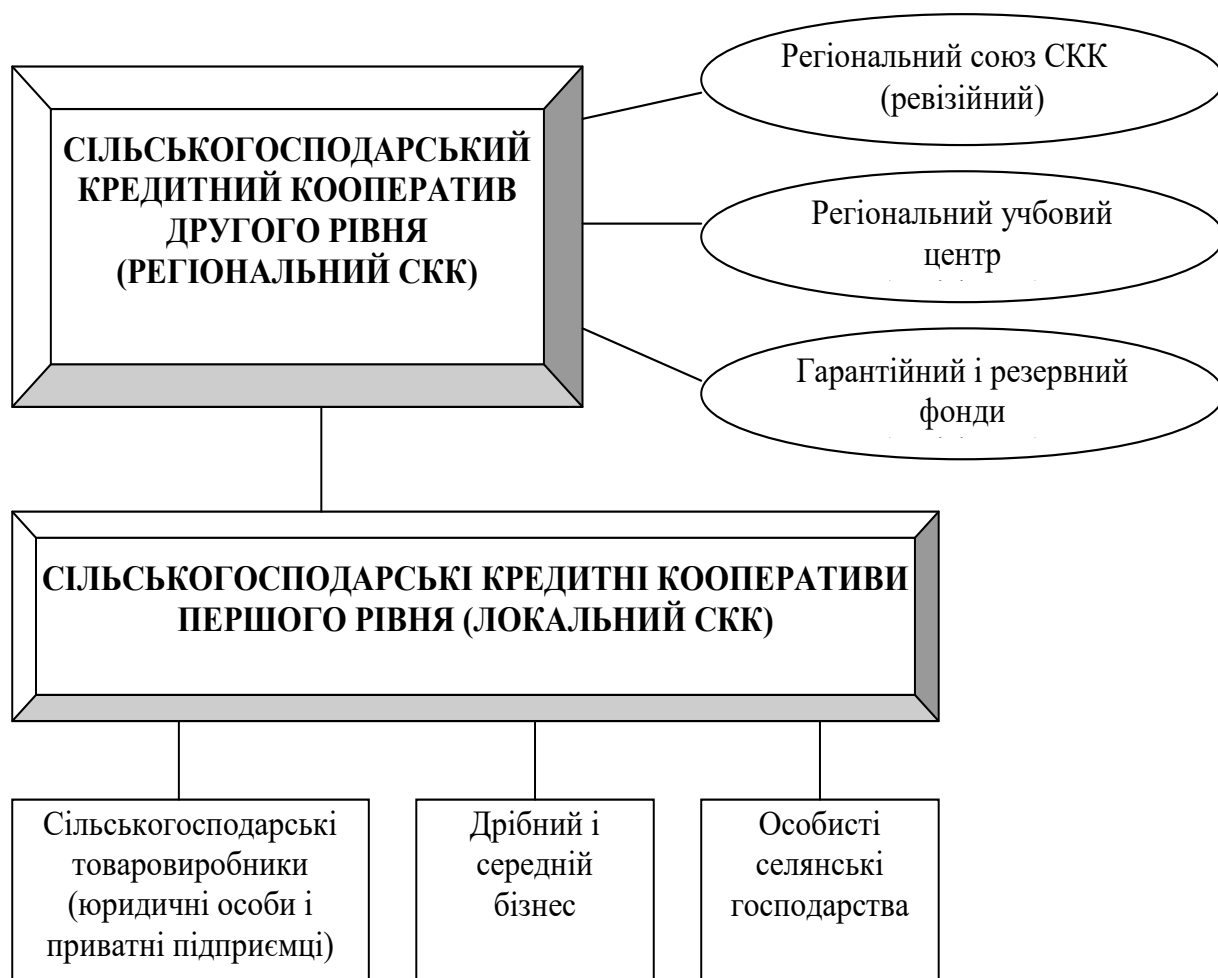 Регіональний союз СКК
(ревізійний)
СІЛЬСЬКОГОСПОДАРСЬКИЙ
КРЕДИТНИЙ КООПЕРАТИВ
ДРУГОГО РІВНЯ
(РЕГІОНАЛЬНИЙ СКК)
Регіональний учбовий
центр
Гарантійний і резервний
фонди
СІЛЬСЬКОГОСПОДАРСЬКІ КРЕДИТНІ КООПЕРАТИВИ
ПЕРШОГО РІВНЯ (ЛОКАЛЬНИЙ СКК)
Сільськогосподарські
товаровиробники
(юридичні особи і
приватні підприємці)
Дрібний і
середній
бізнес
Особисті
селянські
господарства